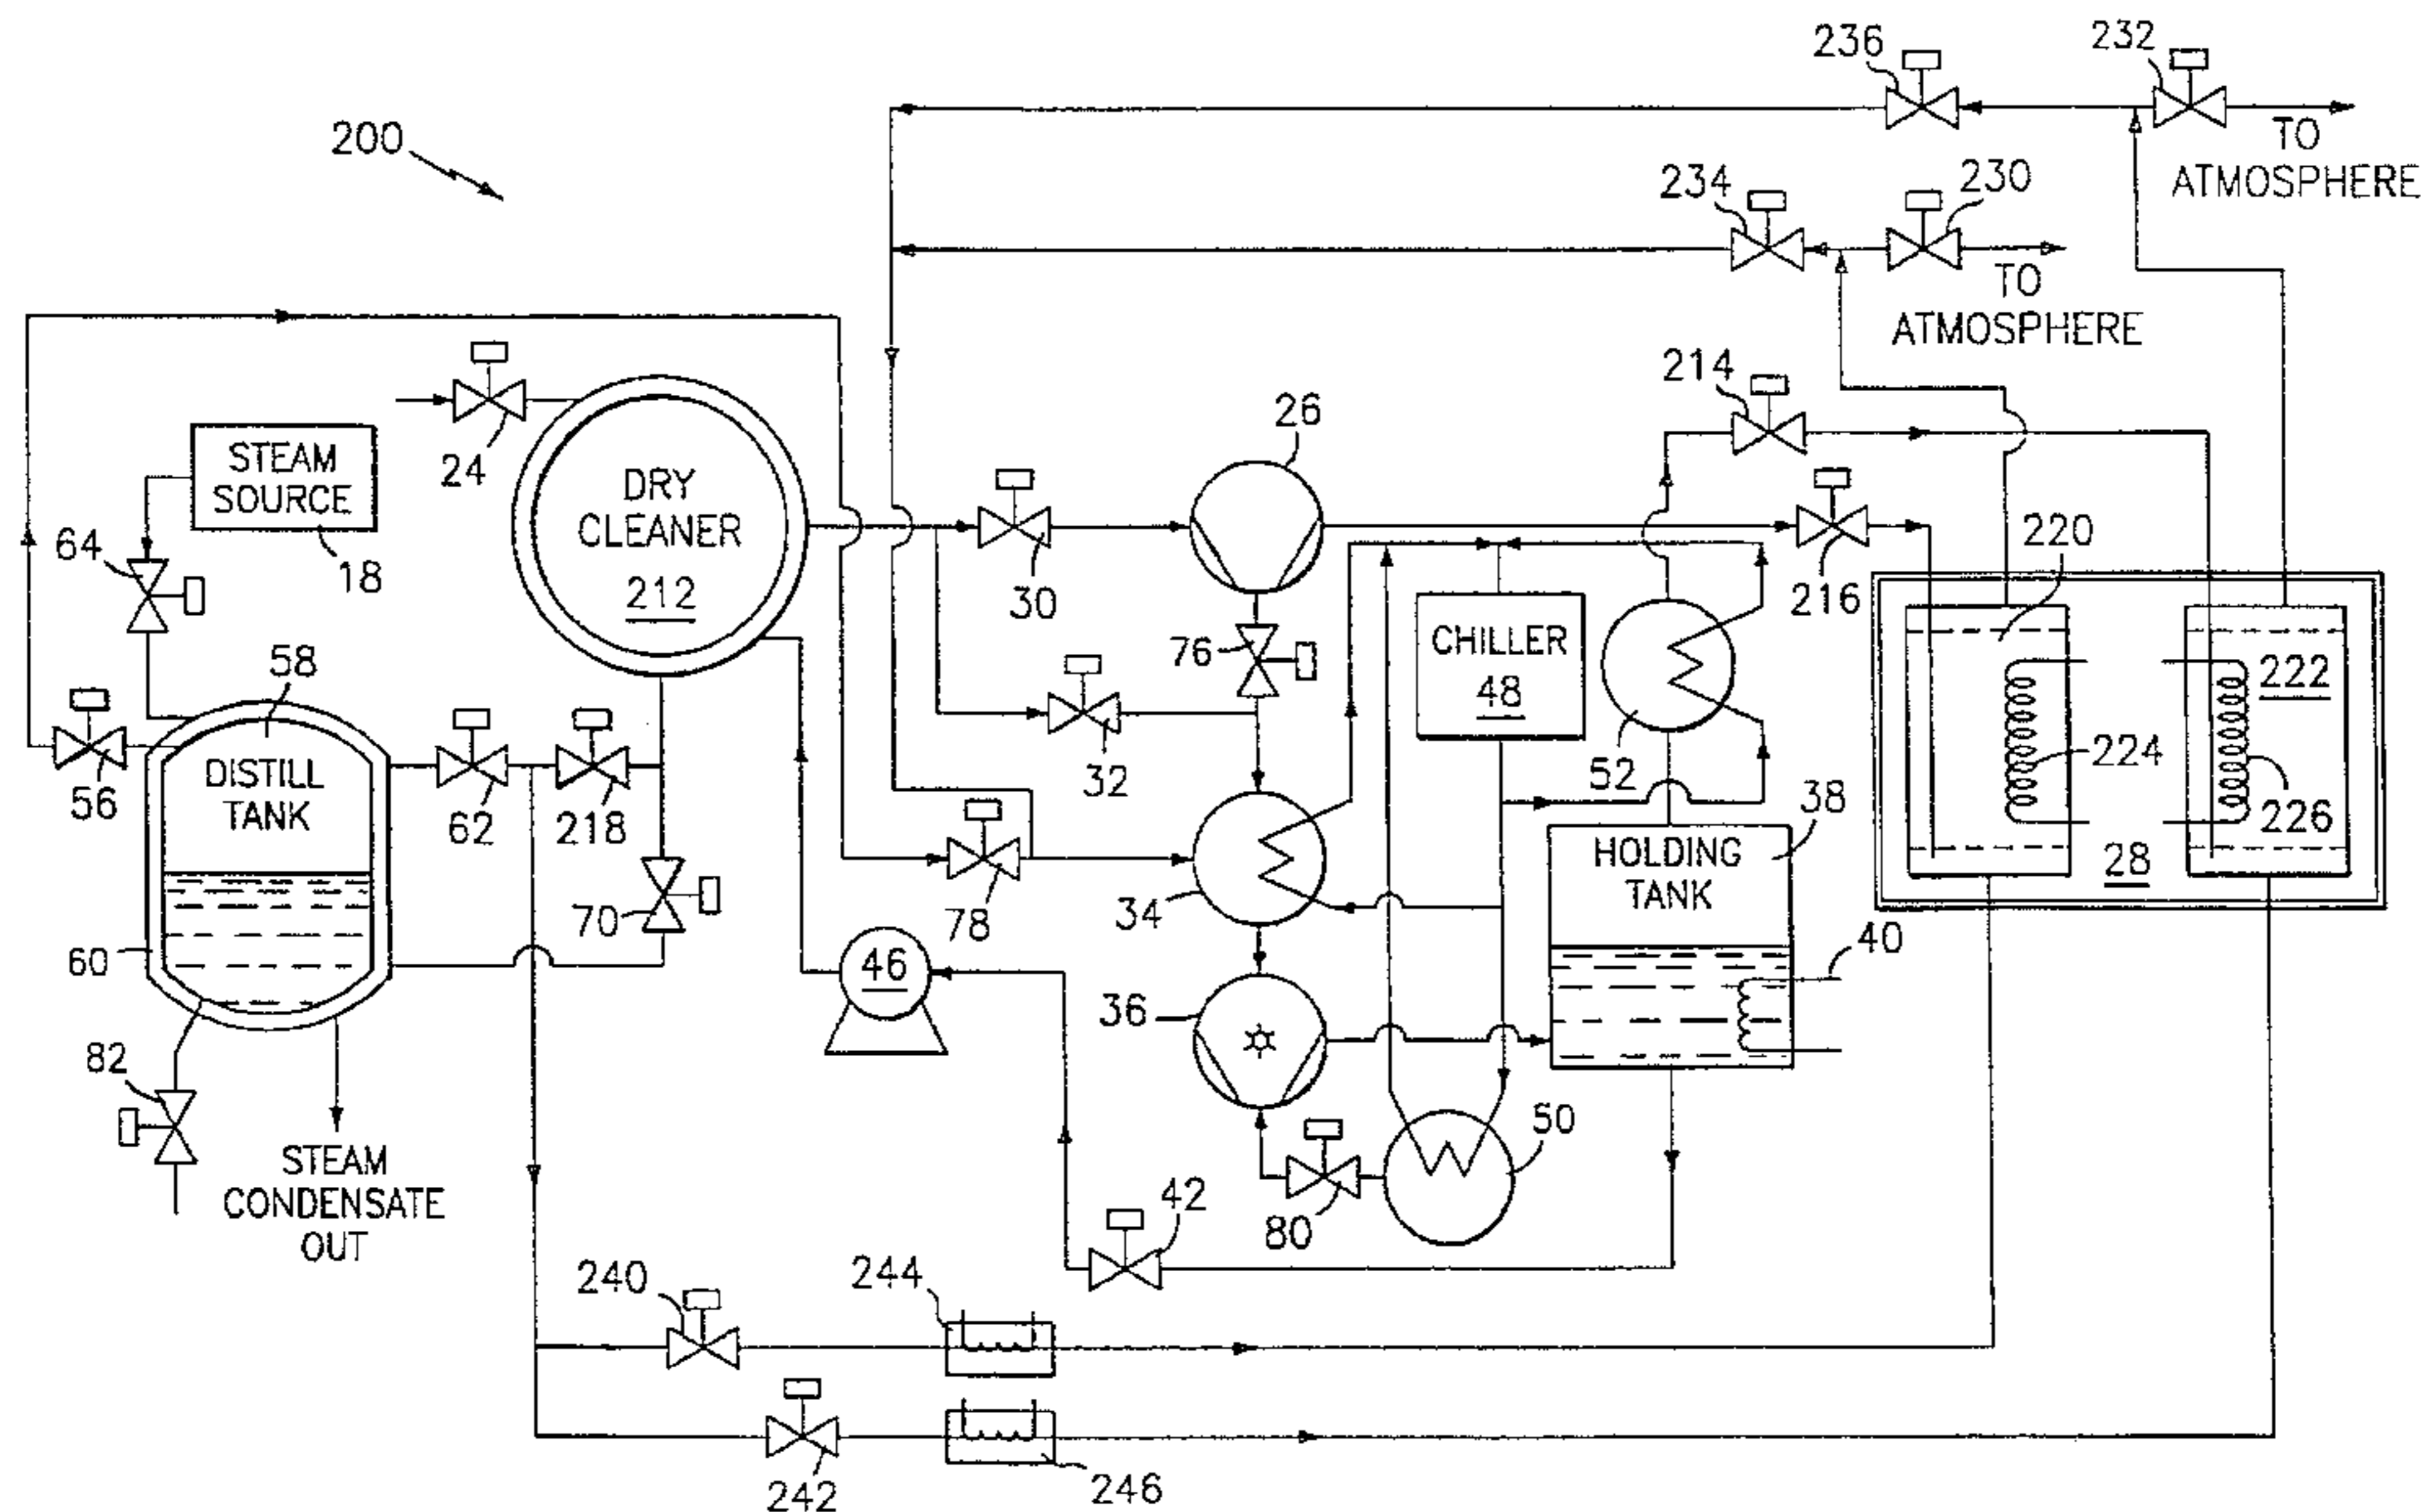 236
232
200
TO
ATMOSPHERE
234
230
TO
ATMOSPHERE
214
26
24
STEAM
SOURCE
18
DRY
CLEANER
212
64
30
216
220
76
CHILLER
48
222
58
56
DISTILL
TANK
62
218
32
52
224
226
38
HOLDING
TANK
28
60
70
78
34
40
46
36
82
STEAM
CONDENSATE
OUT
50
80
42
240
244
242
246